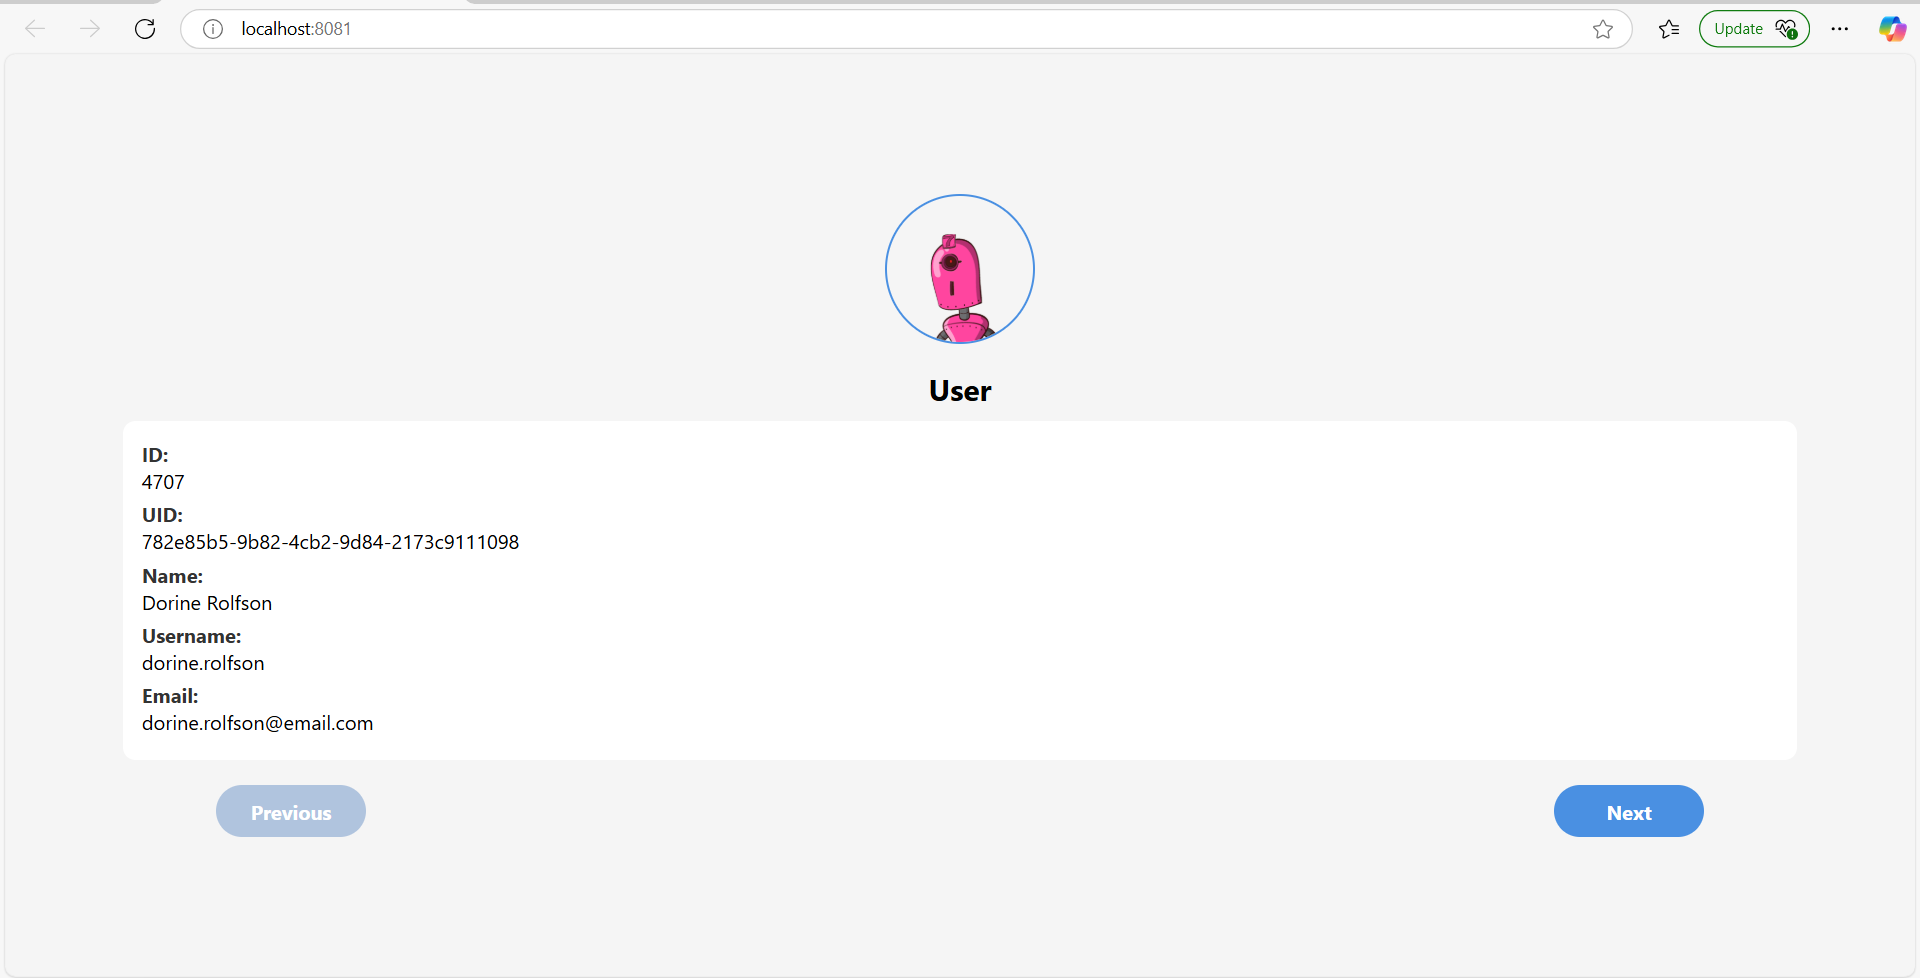 localhost:8081
Update
User
ID:
4707
UID:
782e85b5-9b82-4cb2-9d84-2173c9111098
Name:
Dorine Rolfson
Username:
dorine.rolfson
Email:
dorine.rolfson@email.com
Previous
Next